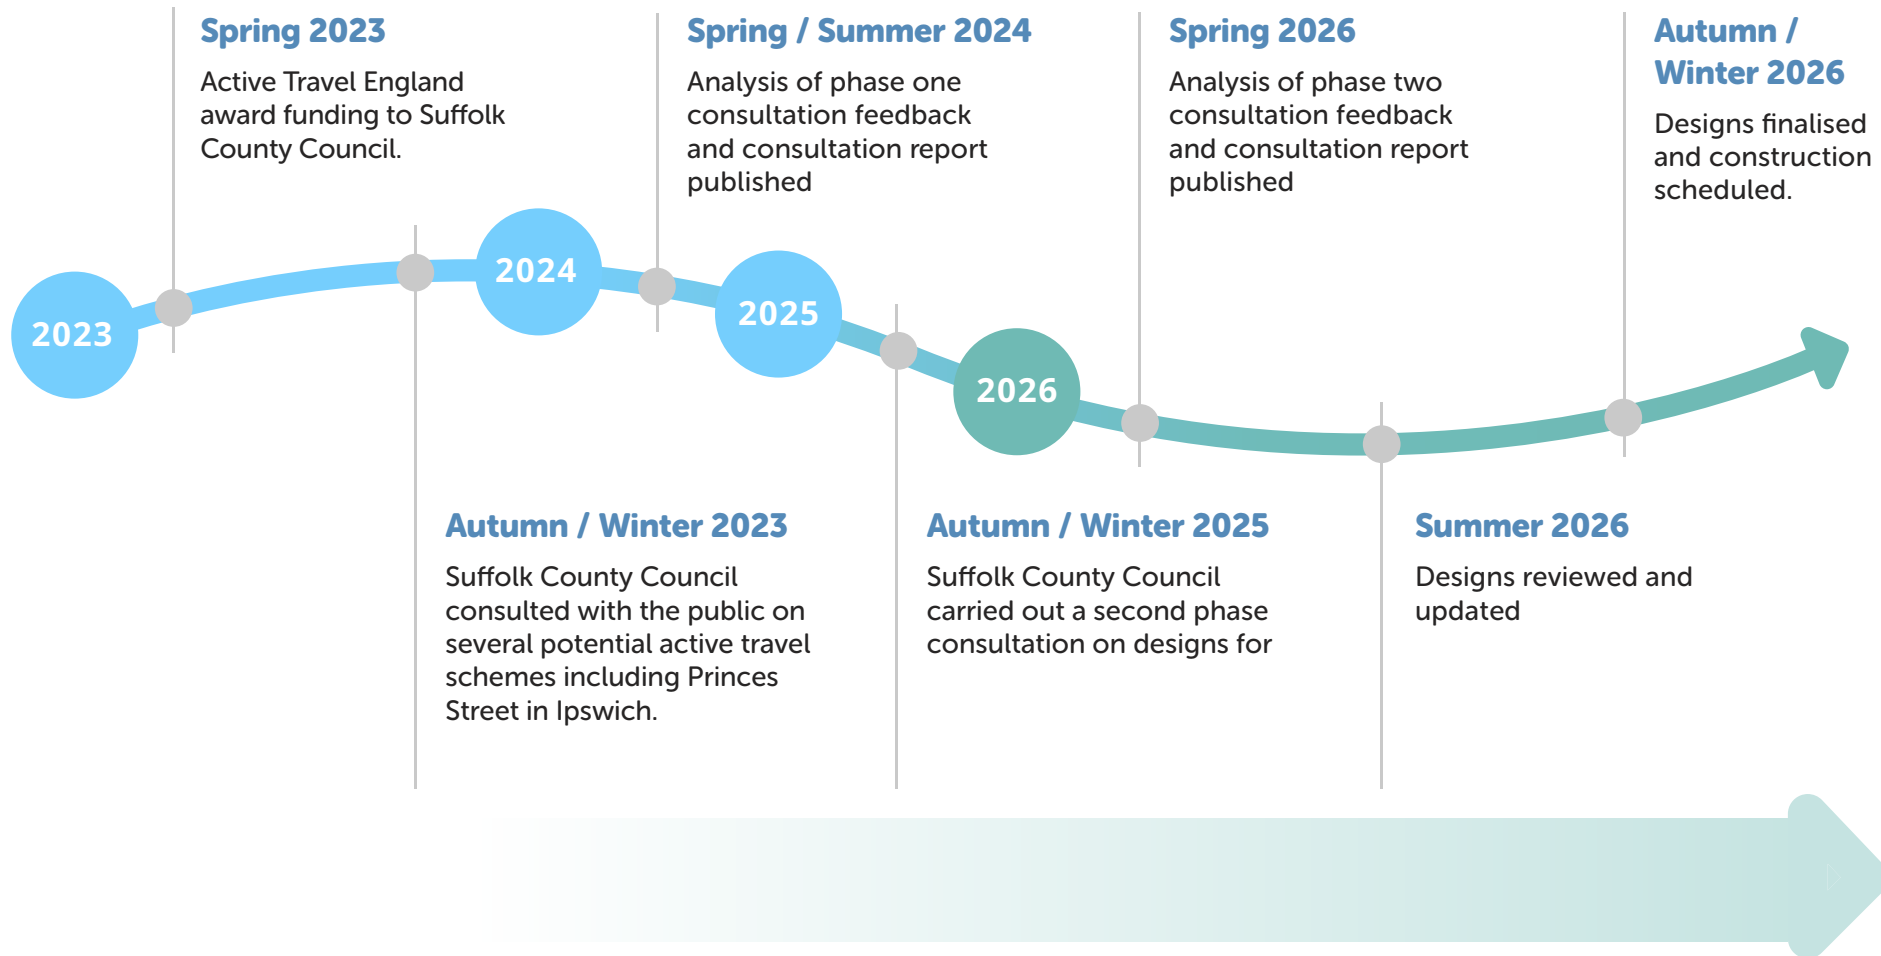 Spring 2023
Active Travel England
award funding to Suffolk
County Council.
Spring / Summer 2024
Analysis of phase one
consultation feedback
and consultation report
published
Spring 2026
Analysis of phase two
consultation feedback
and consultation report
published
Autumn /
Winter 2026
Designs finalised
and construction
scheduled.
2023
2024
2025
2026
Autumn / Winter 2023
Suffolk County Council
consulted with the public on
several potential active travel
schemes including Princes
Street in Ipswich.
Autumn / Winter 2025
Suffolk County Council
carried out a second phase
consultation on designs for
Summer 2026
Designs reviewed and
updated